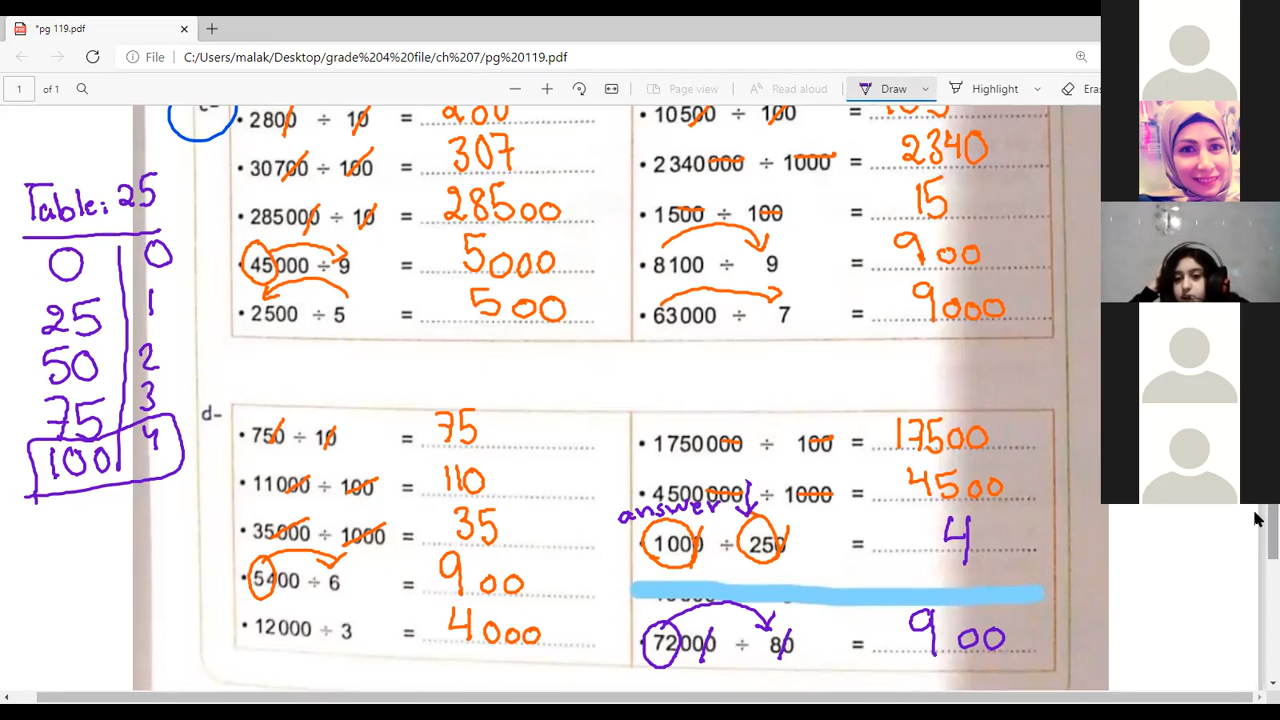 *pg 119.pdf
File C:/Users/malak/Desktop/grade%204%20file/ch%207/pg%20119.pdf
1 of 1 Page view Read aloud Draw Highlight
• 2800 ÷ 10 = 280
• 30700 ÷ 100 = 307
• 285000 ÷ 10 = 28500
• 45000 ÷ 9 = 5000
• 2500 ÷ 5 = 500
• 10500 ÷ 100 = 105
• 2340000 ÷ 1000 = 2340
• 1500 ÷ 100 = 15
• 8100 ÷ 9 = 900
• 63000 ÷ 7 = 9000
Table: 25
0 0
25 1
50 2
75 3
100 4
d-
• 750 ÷ 10 = 75
• 11000 ÷ 100 = 110
• 35000 ÷ 1000 = 35
• 5400 ÷ 6 = 900
• 12000 ÷ 3 = 4000
• 1750000 ÷ 100 = 17500
• 4500000 ÷ 1000 = 4500
answer
• 1000 ÷ 250 = 4
• 72000 ÷ 80 = 900